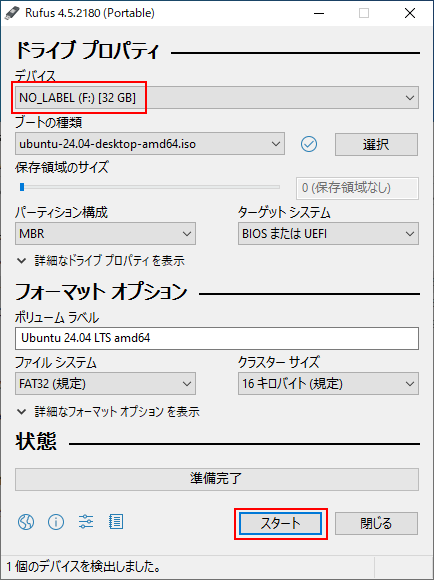 Rufus 4.5.2180 (Portable)
ドライブ プロパティ
デバイス
NO_LABEL (F:) [32 GB]
ブートの種類
ubuntu-24.04-desktop-amd64.iso
選択
保存領域のサイズ
0 (保存領域なし)
パーティション構成
ターゲット システム
MBR
BIOS または UEFI
詳細なドライブ プロパティを表示
フォーマット オプション
ボリューム ラベル
Ubuntu 24.04 LTS amd64
ファイル システム
クラスター サイズ
FAT32 (規定)
16 キロバイト (規定)
詳細なフォーマット オプション を表示
状態
準備完了
スタート
閉じる
1 個のデバイスを検出しました。